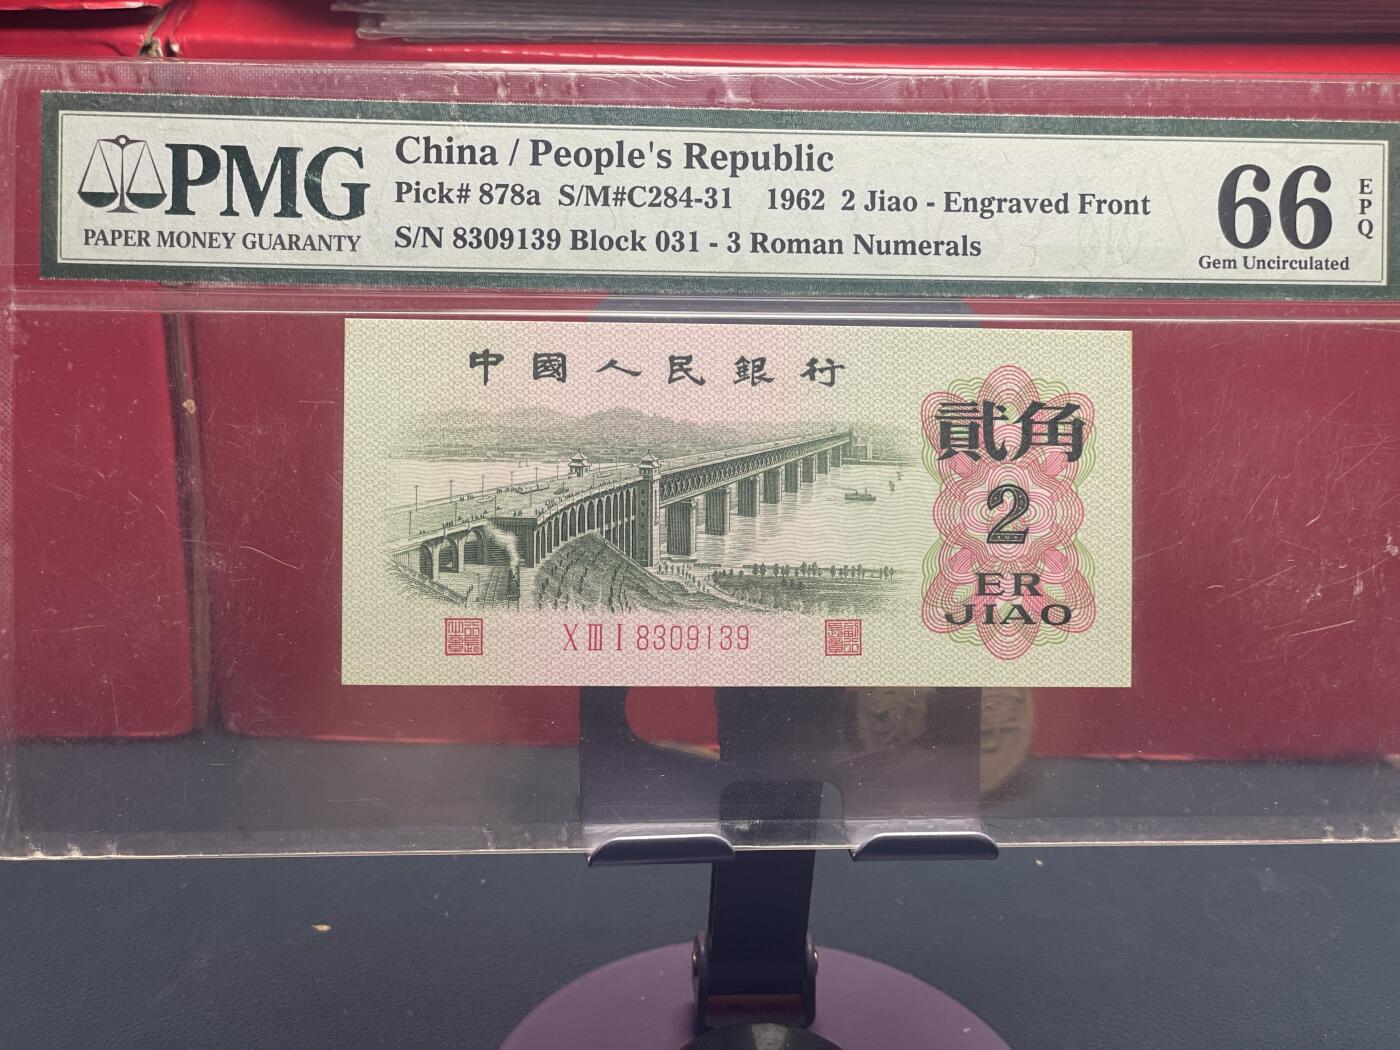 PMG
PAPER MONEY GUARANTY
China / People's Republic
Pick# 878a S/M#C284-31 1962 2 Jiao - Engraved Front
S/N 8309139 Block 031 - 3 Roman Numerals
66
EPQ
Gem Uncirculated
中國人民銀行
貳角
2
ER
JIAO
X III I 8309139